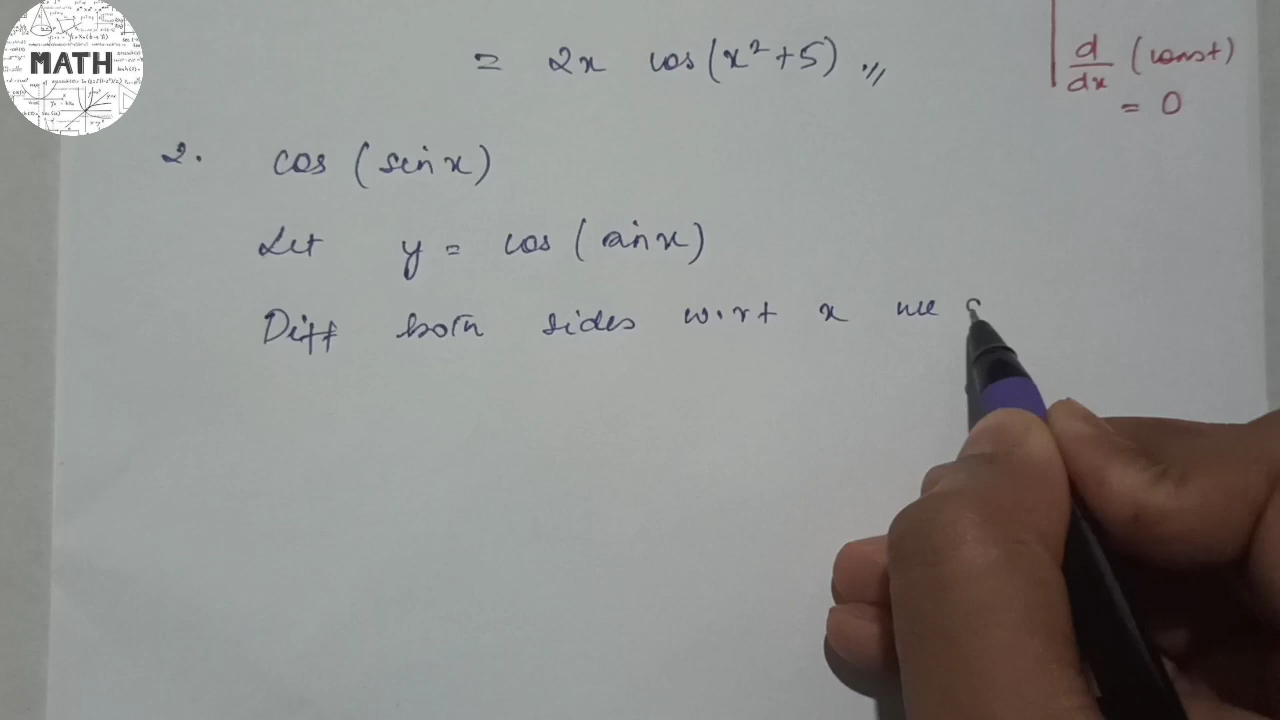 MATH
= 2x cos(x²+5) .,,
d/dx (const)
= 0
2. cos (sinx)
Let y = cos (sinx)
Diff both sides w.r.t x we